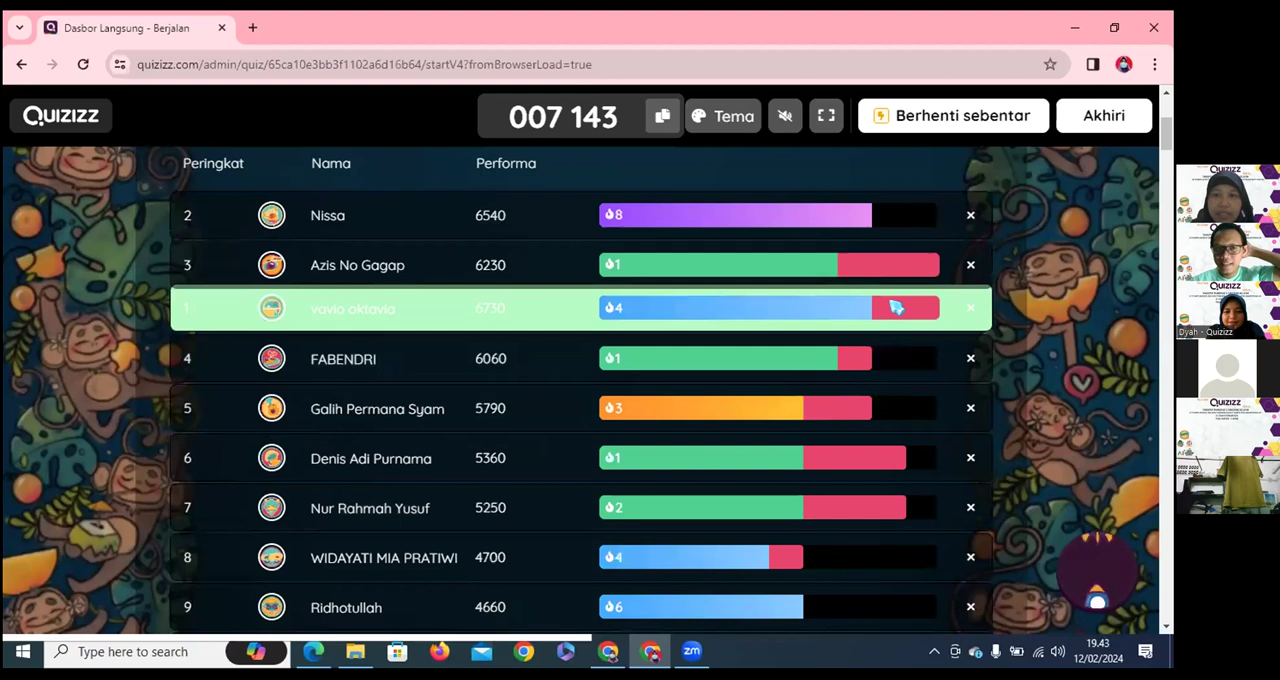 Dasbor Langsung - Berjalan
quizizz.com/admin/quiz/65ca10e3bb3f1102a6d16b64/startV4?fromBrowserLoad=true
QUIZIZZ
007 143
Tema
Berhenti sebentar
Akhiri
Peringkat Nama Performa
2 Nissa 6540 8
3 Azis No Gagap 6230 1
1 vavio oktavia 6730 4
4 FABENDRI 6060 1
5 Galih Permana Syam 5790 3
6 Denis Adi Purnama 5360 1
7 Nur Rahmah Yusuf 5250 2
8 WIDAYATI MIA PRATIWI 4700 4
9 Ridhotullah 4660 6
QUIZIZZ
Dyah - Quizizz
QUIZIZZ
Type here to search
zm
19.43
12/02/2024